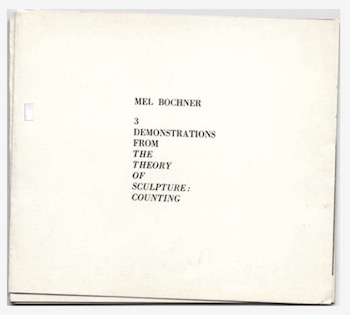 MEL BOCHNER
3
DEMONSTRATIONS
FROM
THE
THEORY
OF
SCULPTURE:
COUNTING